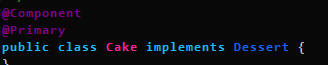 @Component
@Primary
public class Cake implements Dessert {
}